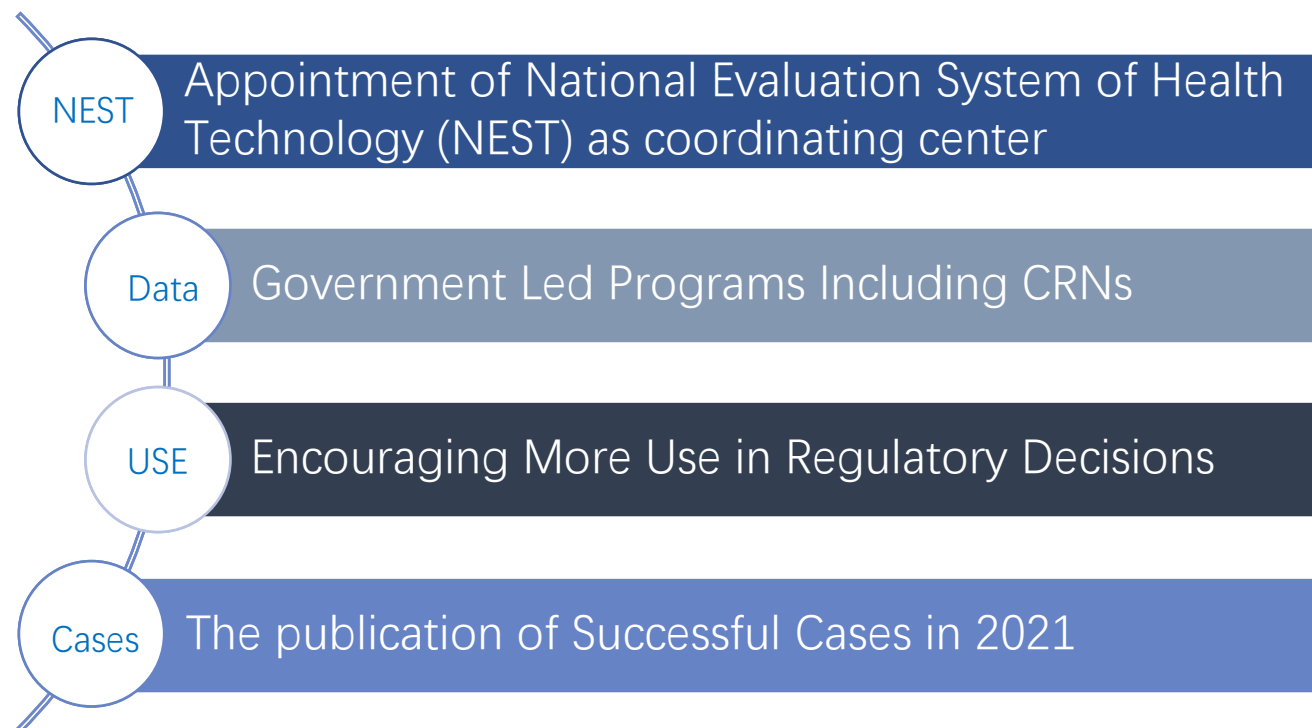 NEST
Appointment of National Evaluation System of Health
Technology (NEST) as coordinating center
Data
Government Led Programs Including CRNs
USE
Encouraging More Use in Regulatory Decisions
Cases
The publication of Successful Cases in 2021